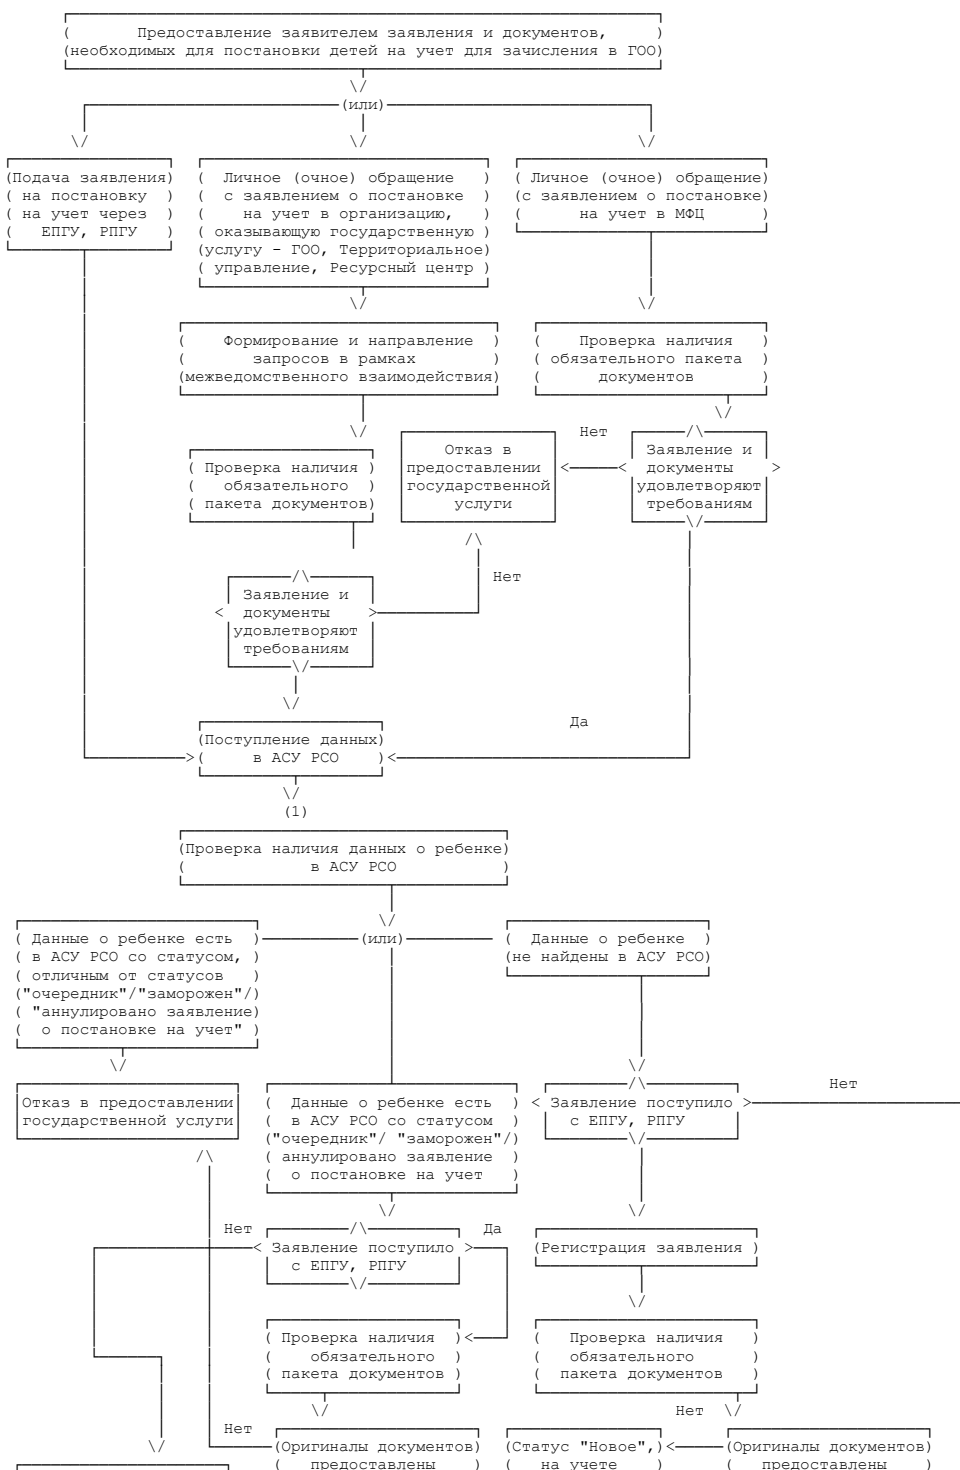 Предоставление заявителем заявления и документов,
необходимых для постановки детей на учет для зачисления в ГОО
(или)
Подача заявления
на постановку
на учет через
ЕПГУ, РПГУ
Личное (очное) обращение
с заявлением о постановке
на учет в организацию,
оказывающую государственную
услугу - ГОО, Территориальное
управление, Ресурсный центр
Личное (очное) обращение
с заявлением о постановке
на учет в МФЦ
Формирование и направление
запросов в рамках
межведомственного взаимодействия
Проверка наличия
обязательного пакета
документов
Проверка наличия
обязательного
пакета документов
Отказ в
предоставлении
государственной
услуги
Нет
Заявление и
документы
удовлетворяют
требованиям
Нет
Заявление и
документы
удовлетворяют
требованиям
Да
Поступление данных
в АСУ РСО
(1)
Проверка наличия данных о ребенке
в АСУ РСО
(или)
Данные о ребенке есть
в АСУ РСО со статусом,
отличным от статусов
"очередник"/"заморожен"/
"аннулировано заявление
о постановке на учет"
Данные о ребенке
не найдены в АСУ РСО
Отказ в предоставлении
государственной услуги
Данные о ребенке есть
в АСУ РСО со статусом
"очередник"/ "заморожен"/
аннулировано заявление
о постановке на учет
Заявление поступило
с ЕПГУ, РПГУ
Нет
Нет
Заявление поступило
с ЕПГУ, РПГУ
Да
Регистрация заявления
Проверка наличия
обязательного
пакета документов
Проверка наличия
обязательного
пакета документов
Нет
Нет
Оригиналы документов
предоставлены
Статус "Новое",
на учете
Оригиналы документов
предоставлены